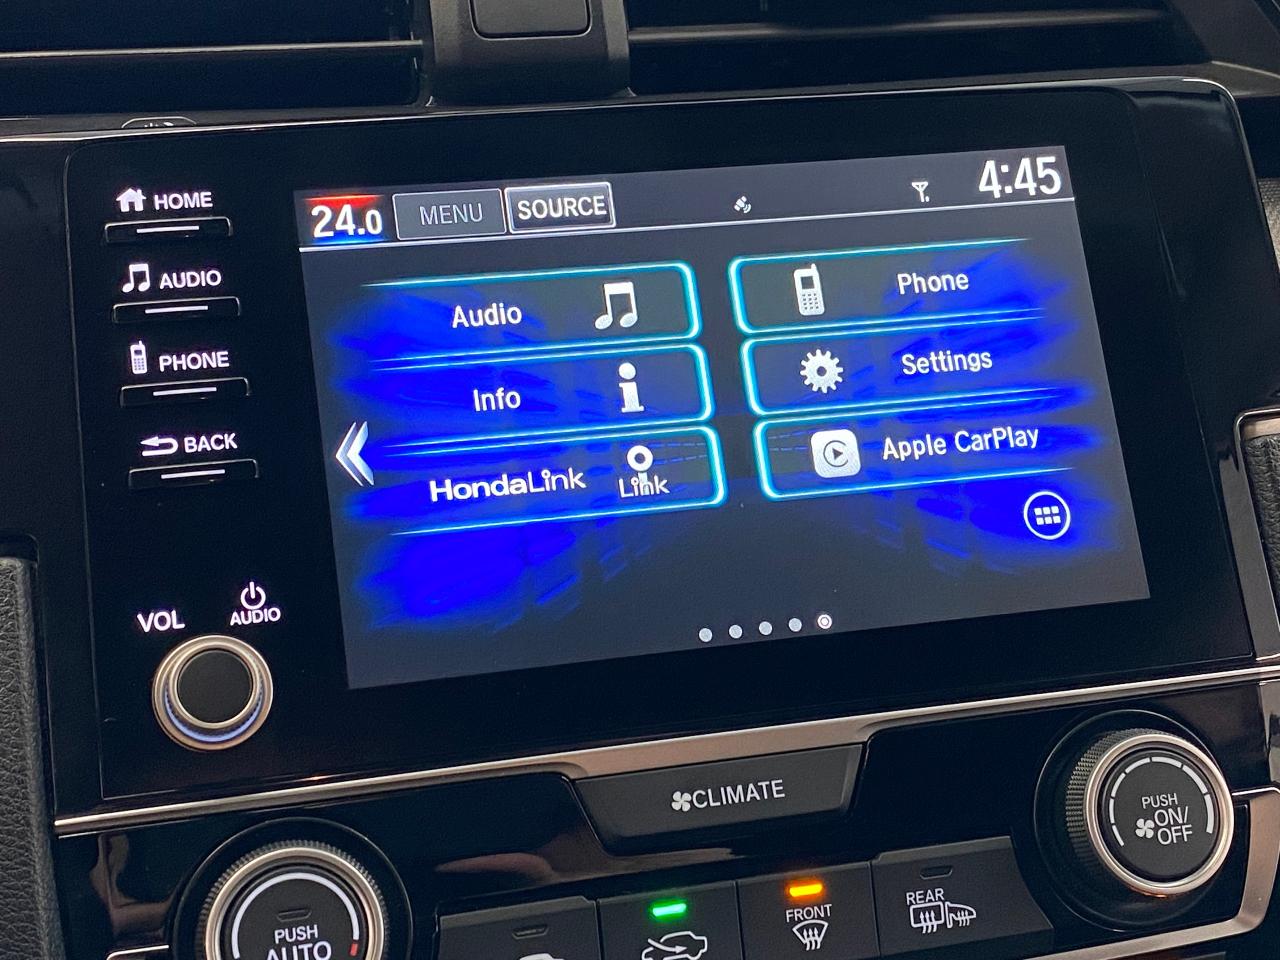 HOME
AUDIO
PHONE
BACK
VOL
AUDIO
24.0
MENU
SOURCE
4:45
Audio
Phone
Info
Settings
HondaLink
Link
Apple CarPlay
CLIMATE
PUSH
ON/
OFF
PUSH
AUTO
FRONT
REAR